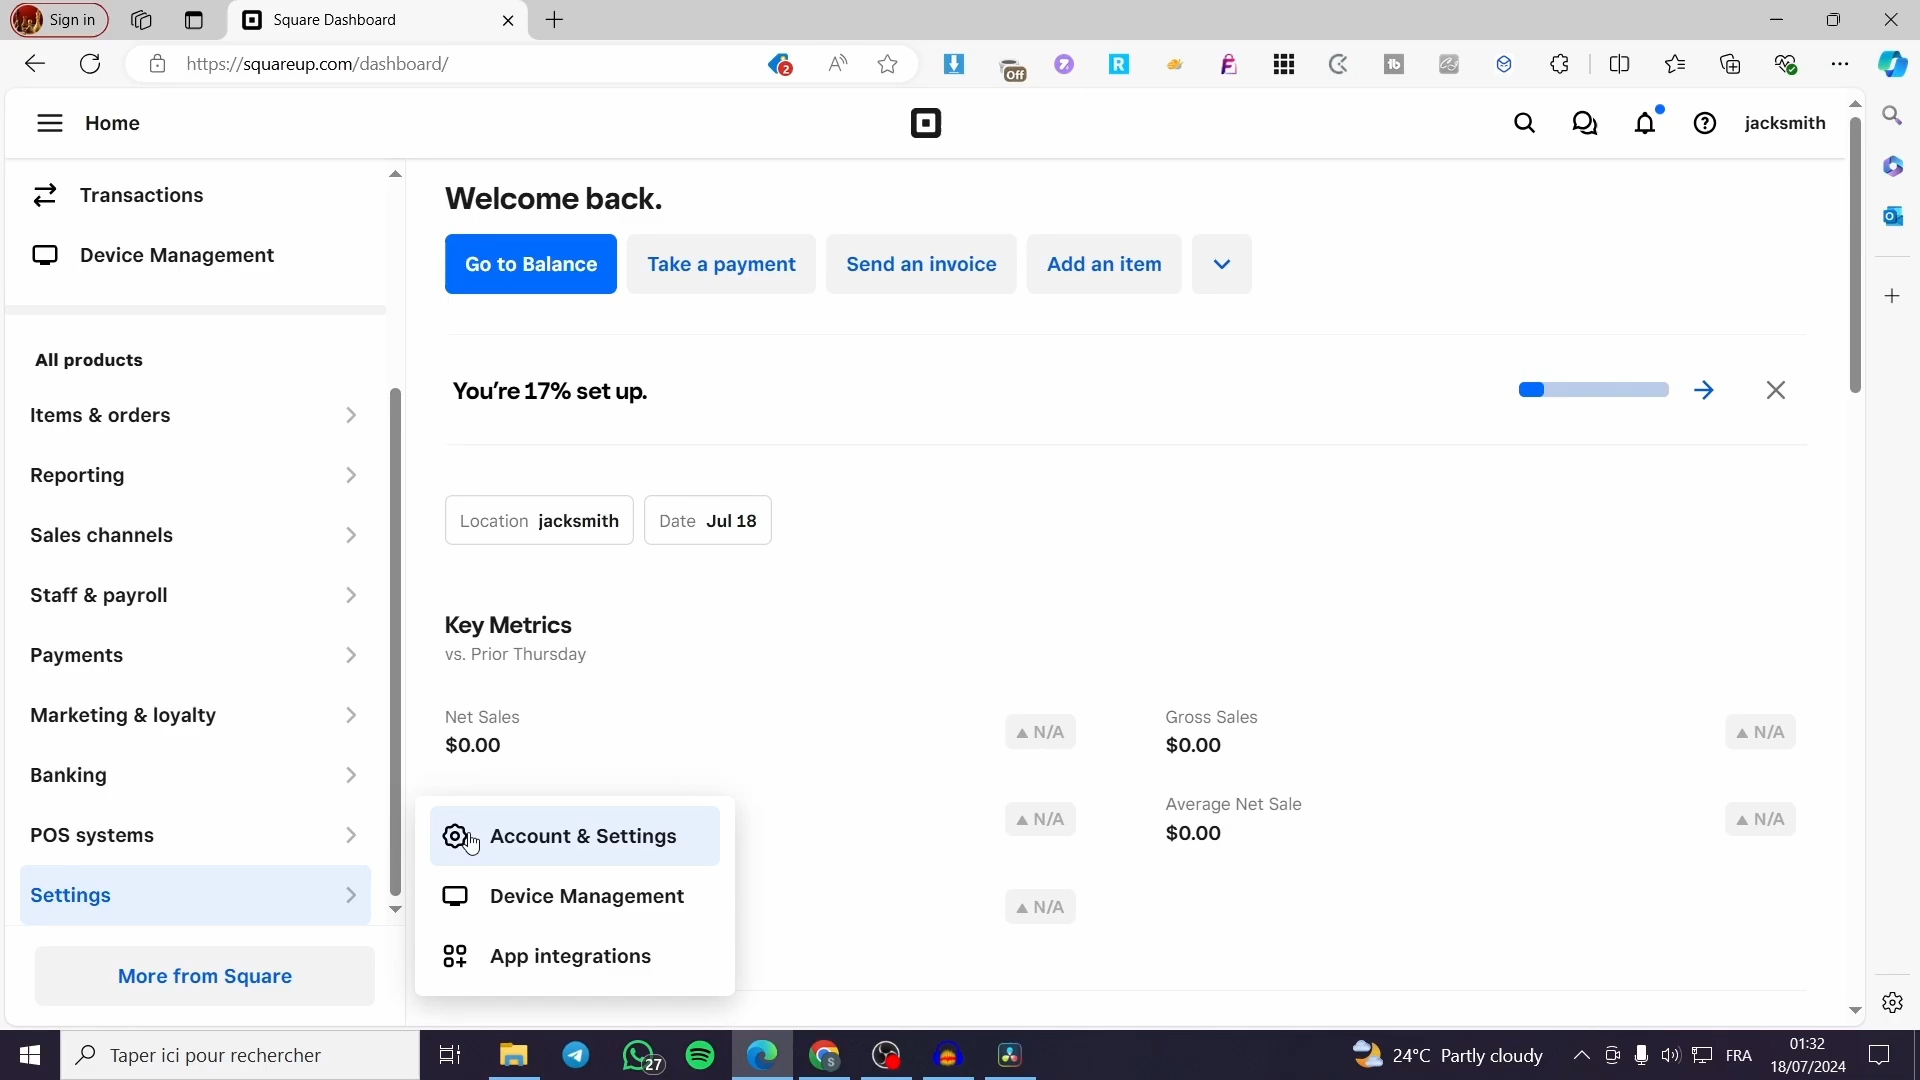 Sign in
Square Dashboard
https://squareup.com/dashboard/
2
Off
R
tb
Home
jacksmith
Transactions
Device Management
All products
Items & orders
Reporting
Sales channels
Staff & payroll
Payments
Marketing & loyalty
Banking
POS systems
Settings
More from Square
Account & Settings
Device Management
App integrations
Welcome back.
Go to Balance
Take a payment
Send an invoice
Add an item
You're 17% set up.
Location jacksmith
Date Jul 18
Key Metrics
vs. Prior Thursday
Net Sales
$0.00
N/A
Gross Sales
$0.00
N/A
N/A
Average Net Sale
$0.00
N/A
N/A
Taper ici pour rechercher
27
S
24°C Partly cloudy
FRA
01:32
18/07/2024